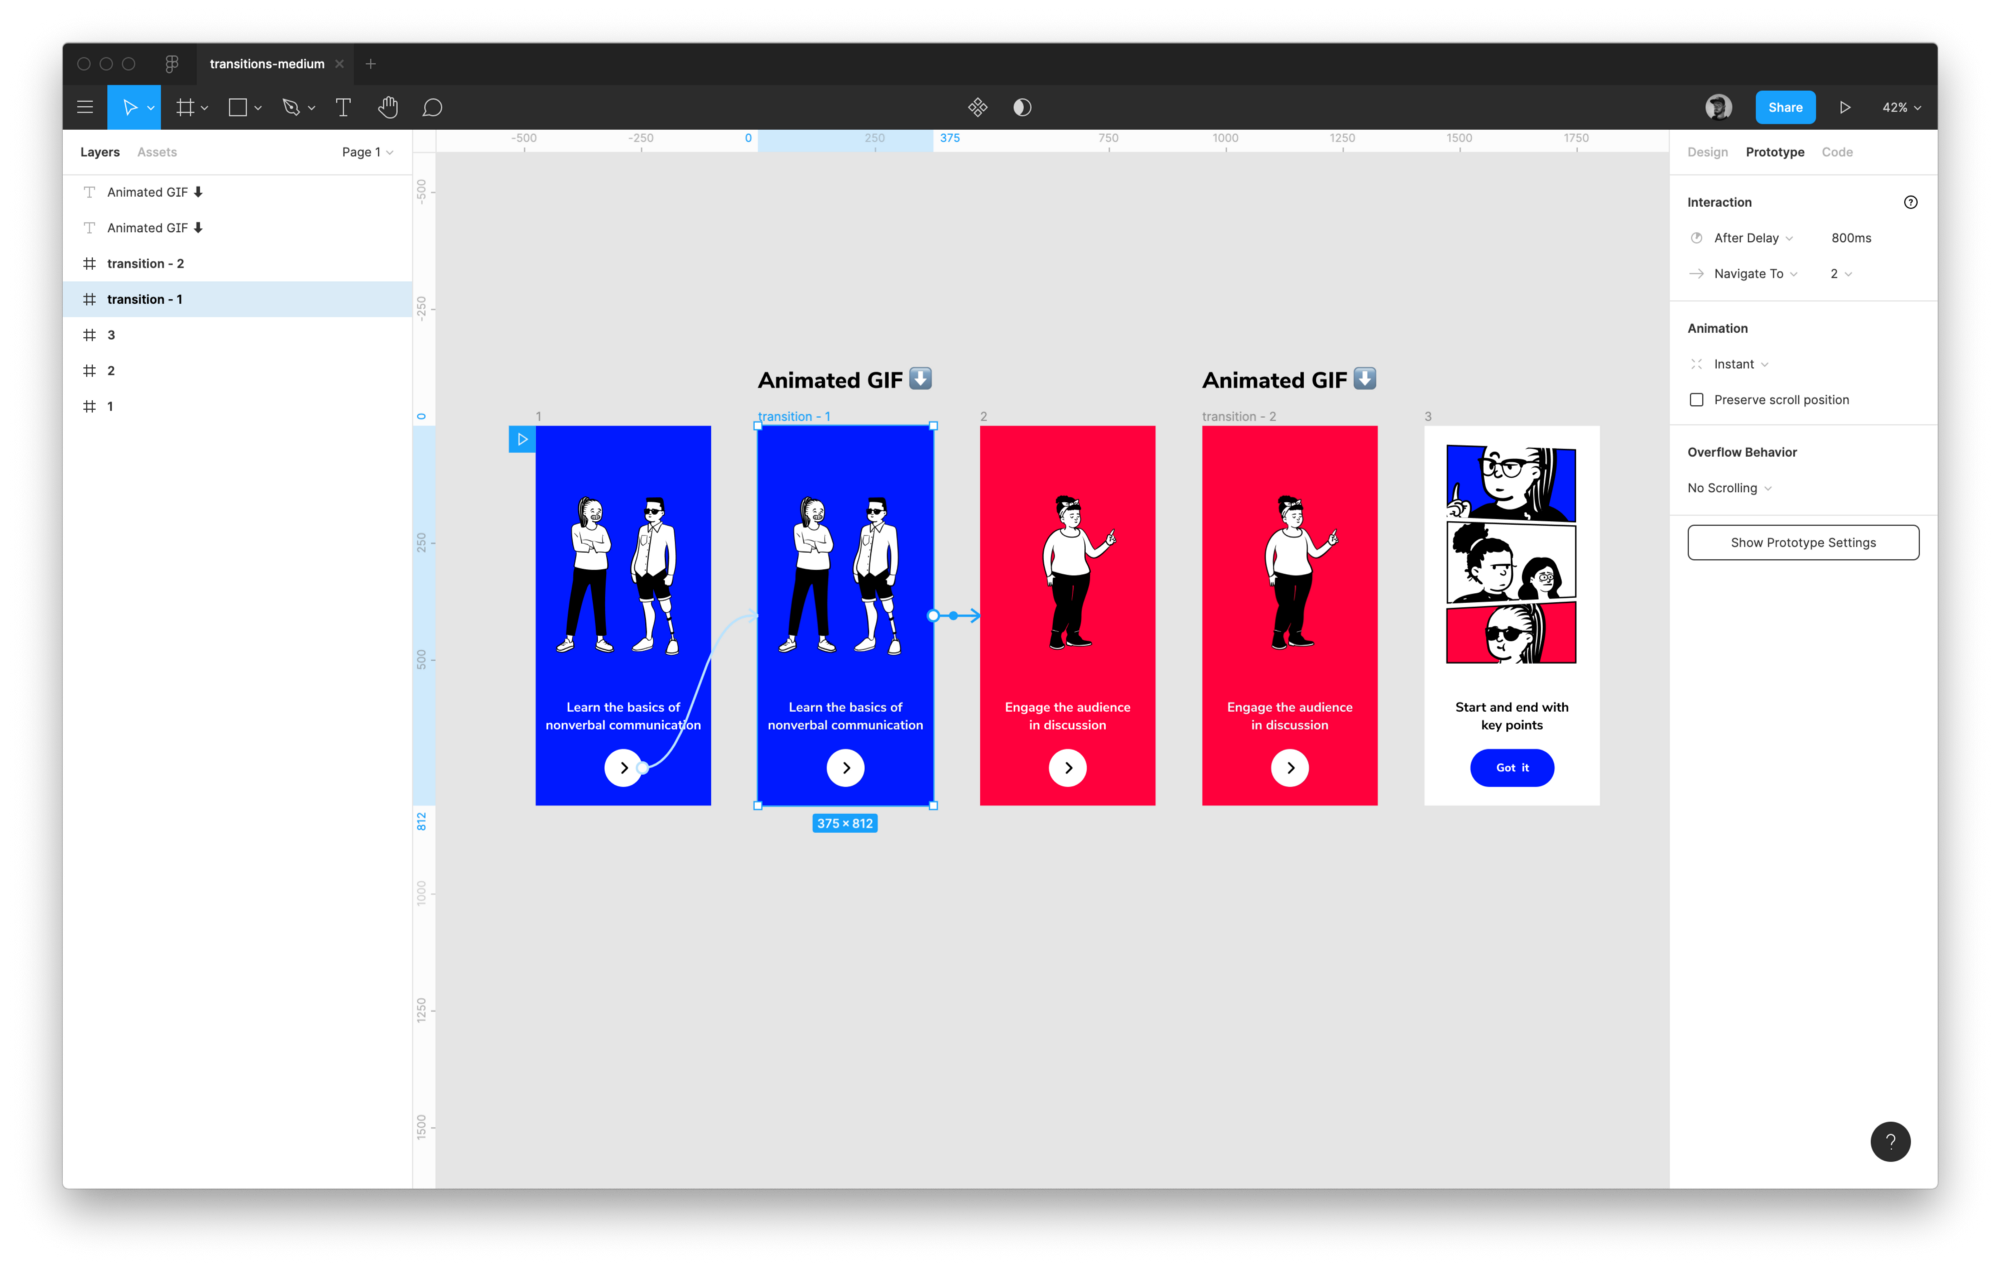 transitions-medium
Share
42%
Layers Assets Page 1
Animated GIF ⬇
Animated GIF ⬇
transition - 2
transition - 1
3
2
1
-500 -250 0 250 375 750 1000 1250 1500 1750
-500
-250
0
250
500
812
1000
1250
1500
Animated GIF ⬇️
Animated GIF ⬇️
1
transition - 1
2
transition - 2
3
Learn the basics of
nonverbal communication
Learn the basics of
nonverbal communication
375 × 812
Engage the audience
in discussion
Engage the audience
in discussion
Start and end with
key points
Got it
Design Prototype Code
Interaction
?
After Delay 800ms
Navigate To 2
Animation
Instant
Preserve scroll position
Overflow Behavior
No Scrolling
Show Prototype Settings
?